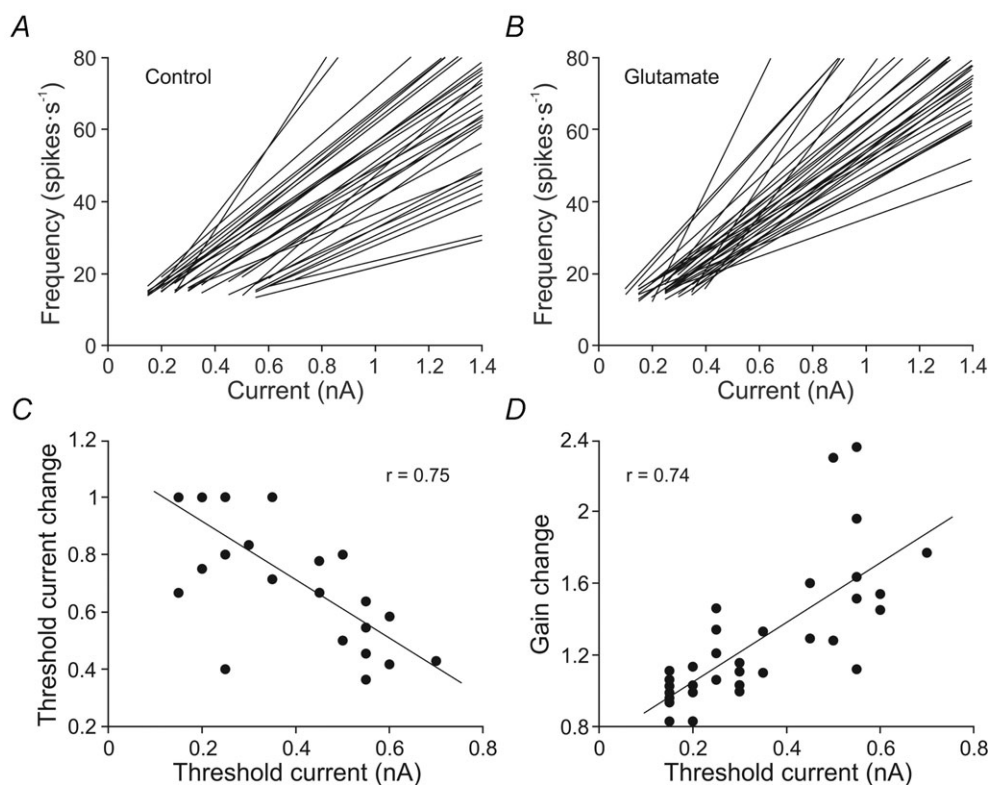 A
B
Control
Glutamate
Frequency (spikes·s⁻¹)
80
60
40
20
0
0 0.2 0.4 0.6 0.8 1 1.2 1.4
Current (nA)
Frequency (spikes·s⁻¹)
80
60
40
20
0
0 0.2 0.4 0.6 0.8 1 1.2 1.4
Current (nA)
C
D
Threshold current change
1.2
1
0.8
0.6
0.4
0.2
r = 0.75
0 0.2 0.4 0.6 0.8
Threshold current (nA)
Gain change
2.4
2
1.6
1.2
0.8
r = 0.74
0 0.2 0.4 0.6 0.8
Threshold current (nA)